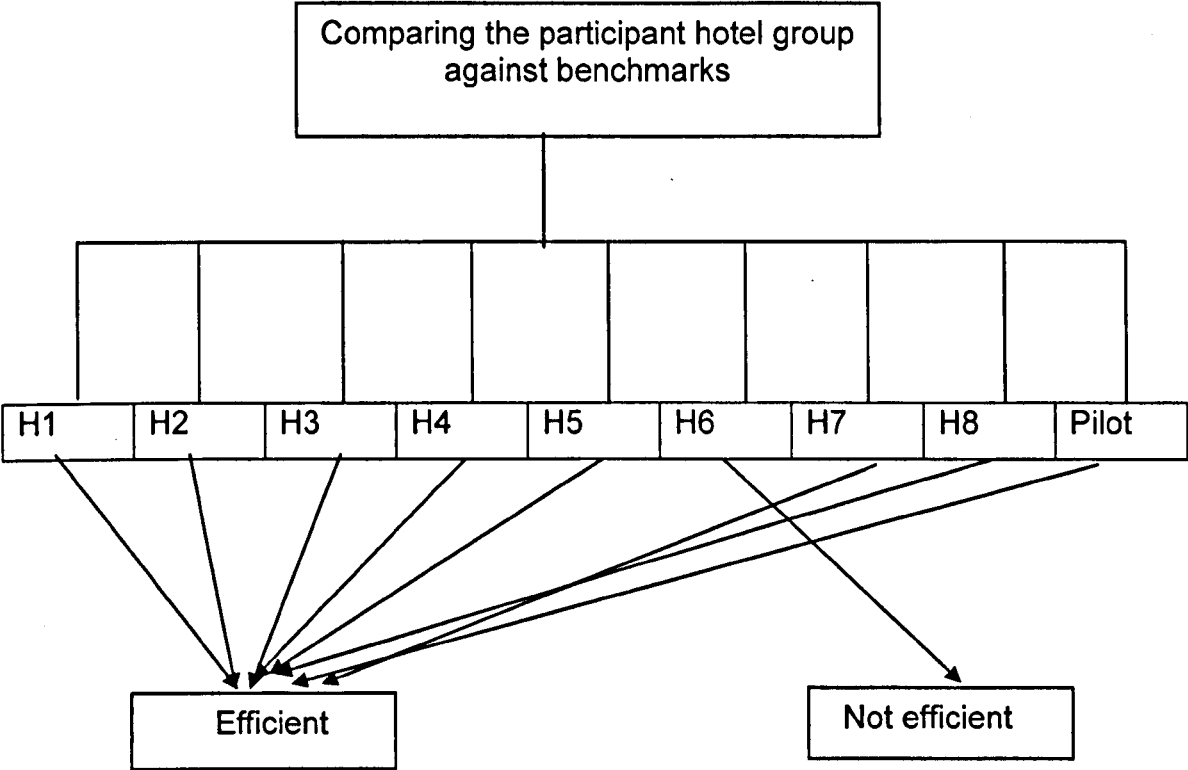 Comparing the participant hotel group
against benchmarks
H1 H2 H3 H4 H5 H6 H7 H8 Pilot
Efficient
Not efficient